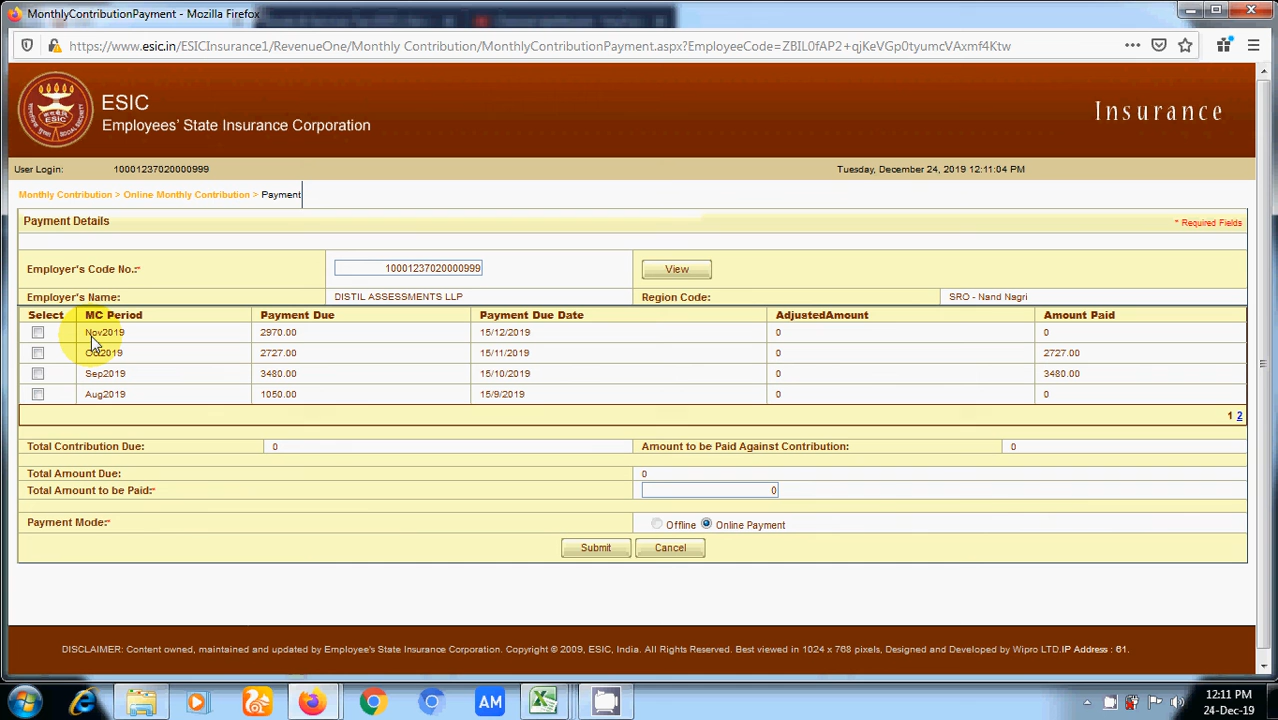 MonthlyContributionPayment - Mozilla Firefox
https://www.esic.in/ESICInsurance1/RevenueOne/Monthly Contribution/MonthlyContributionPayment.aspx?EmployeeCode=ZBIL0fAP2+qjKeVGp0tyumcVAxmf4Ktw
ESIC
Employees' State Insurance Corporation
Insurance
User Login: 10001237020000999 Tuesday, December 24, 2019 12:11:04 PM
Monthly Contribution > Online Monthly Contribution > Payment
Payment Details
* Required Fields
Employer's Code No.:* 10001237020000999 View
Employer's Name: DISTIL ASSESSMENTS LLP Region Code: SRO - Nand Nagri
Select MC Period Payment Due Payment Due Date AdjustedAmount Amount Paid
Nov2019 2970.00 15/12/2019 0 0
Oct2019 2727.00 15/11/2019 0 2727.00
Sep2019 3480.00 15/10/2019 0 3480.00
Aug2019 1050.00 15/9/2019 0 0
1 2
Total Contribution Due: 0 Amount to be Paid Against Contribution: 0
Total Amount Due: 0
Total Amount to be Paid:* 0
Payment Mode:* Offline Online Payment
Submit Cancel
DISCLAIMER: Content owned, maintained and updated by Employee's State Insurance Corporation. Copyright © 2009, ESIC, India. All Rights Reserved. Best viewed in 1024 x 768 pixels, Designed and Developed by Wipro LTD.IP Address : 61.
AM
12:11 PM
24-Dec-19